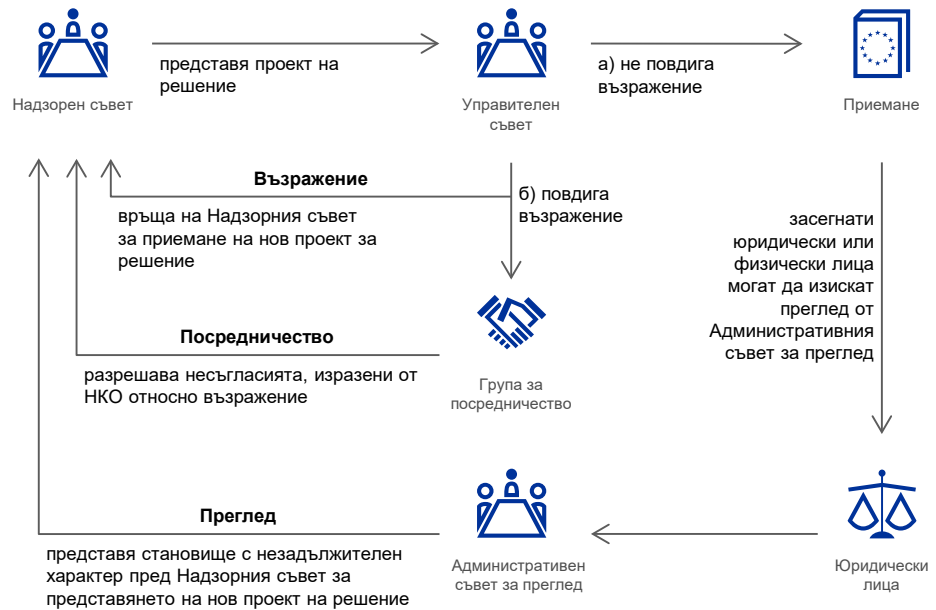 Надзорен съвет
представя проект на
решение
Управителен
съвет
а) не повдига
възражение
Приемане
Възражение
връща на Надзорния съвет
за приемане на нов проект за
решение
б) повдига
възражение
засегнати
юридически или
физически лица
могат да изискат
преглед от
Административния
съвет за преглед
Посредничество
разрешава несъгласията, изразени от
НКО относно възражение
Група за
посредничество
Преглед
представя становище с незадължителен
характер пред Надзорния съвет за
представянето на нов проект на решение
Административен
съвет за преглед
Юридически
лица